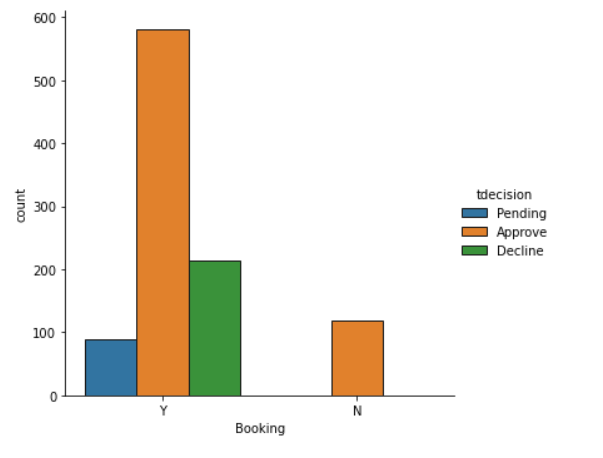 600
500
400
300
200
100
0
count
Y
N
Booking
tdecision
Pending
Approve
Decline